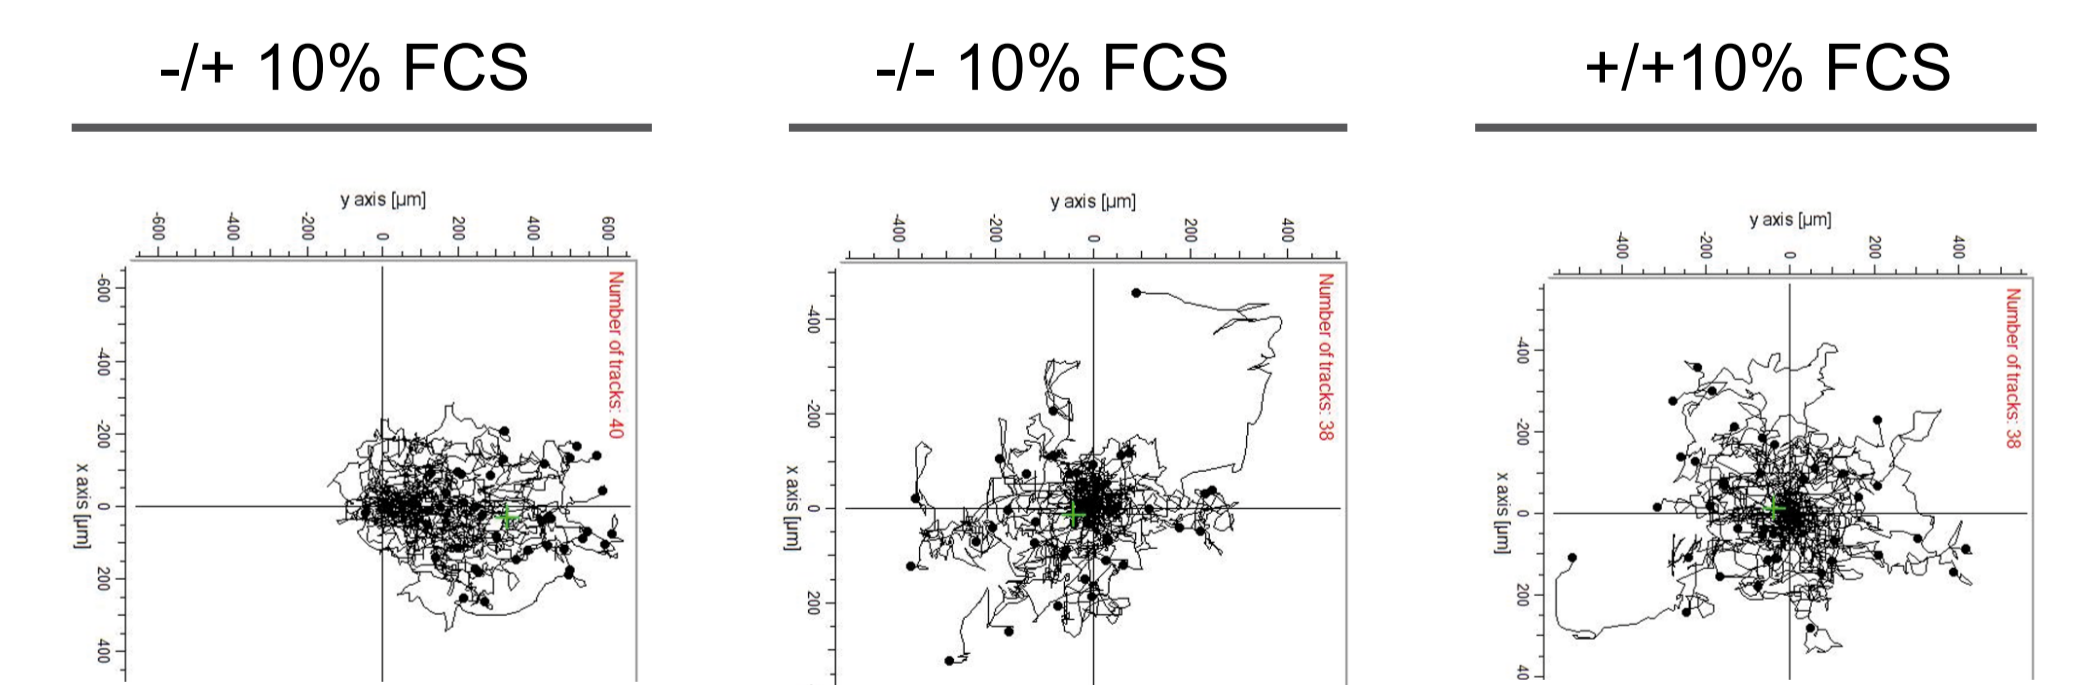 -/+ 10% FCS
y axis [µm]
-600 -400 -200 0 200 400 600
Number of tracks: 40
x axis [µm]
-600 -400 -200 0 200 400
-/- 10% FCS
y axis [µm]
-400 -200 0 200 400
Number of tracks: 38
x axis [µm]
-400 -200 0 200
+/+10% FCS
y axis [µm]
-400 -200 0 200 400
Number of tracks: 38
x axis [µm]
-400 -200 0 200 40